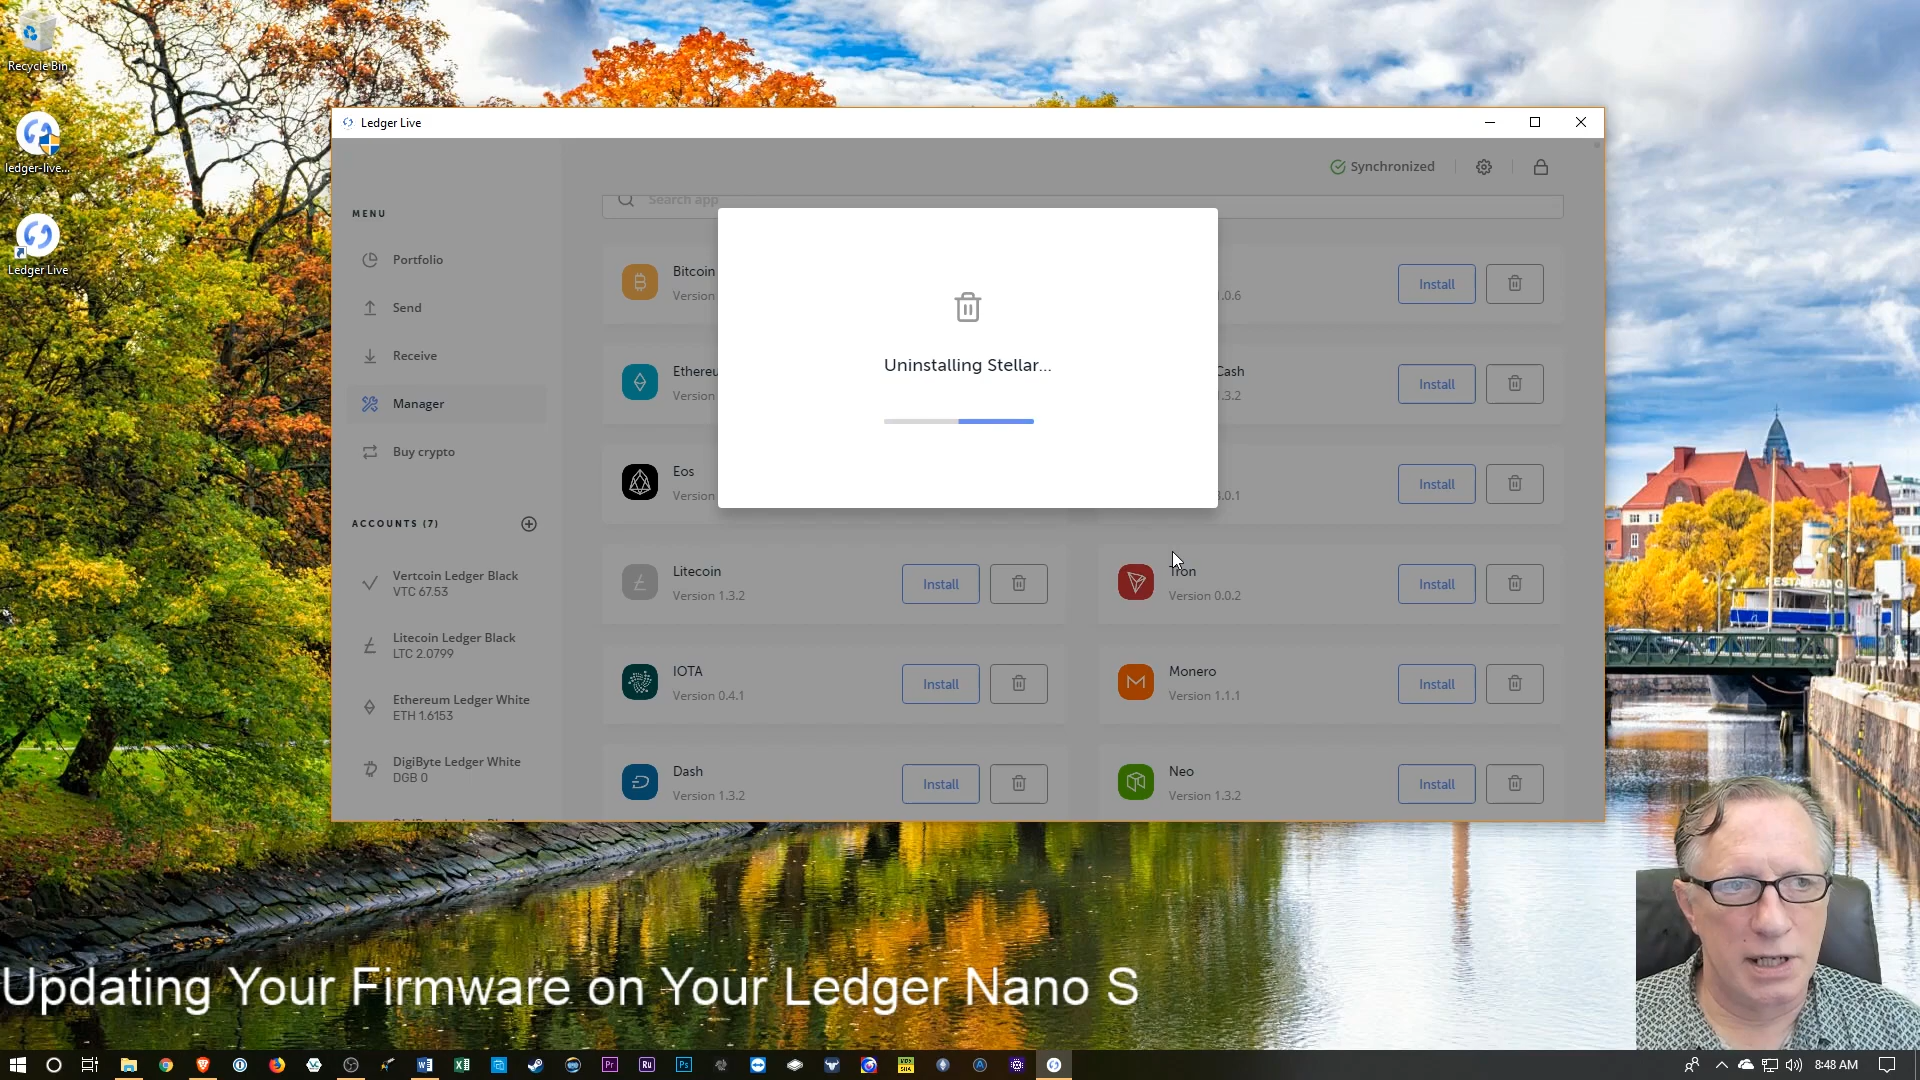 Recycle Bin
ledger-live...
Ledger Live
Ledger Live
Synchronized
MENU
Portfolio
Send
Receive
Manager
Buy crypto
ACCOUNTS (7)
Vertcoin Ledger Black
VTC 67.53
Litecoin Ledger Black
LTC 2.0799
Ethereum Ledger White
ETH 1.6153
DigiByte Ledger White
DGB 0
Search app
Bitcoin
Version
.0.6
Install
Ethereu
Version
Cash
.3.2
Install
Eos
Version
.0.1
Install
Uninstalling Stellar...
Litecoin
Version 1.3.2
Install
Tron
Version 0.0.2
Install
IOTA
Version 0.4.1
Install
Monero
Version 1.1.1
Install
Dash
Version 1.3.2
Install
Neo
Version 1.3.2
Install
RESTAURANG
Updating Your Firmware on Your Ledger Nano S
8:48 AM